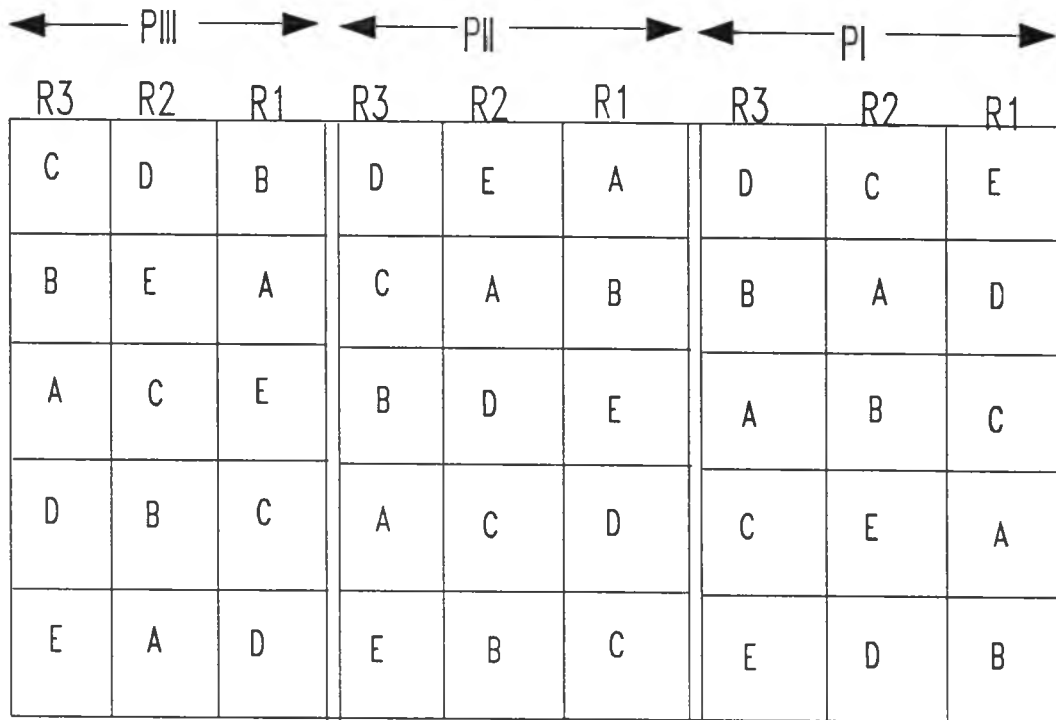 PIII PII PI
R3 R2 R1 R3 R2 R1 R3 R2 R1
C D B D E A D C E
B E A C A B B A D
A C E B D E A B C
D B C A C D C E A
E A D E B C E D B